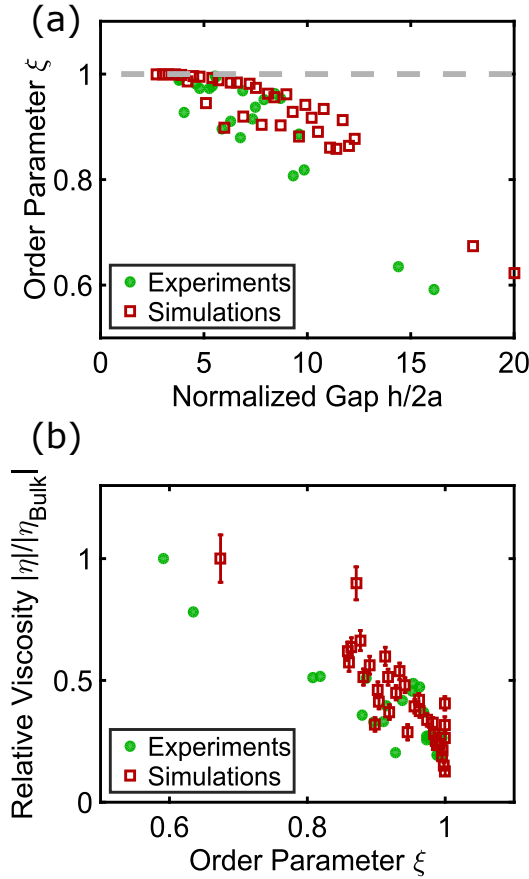 (a)
Order Parameter ξ
1
0.8
0.6
Experiments
Simulations
0 5 10 15 20
Normalized Gap h/2a
(b)
Relative Viscosity |η|/|η_Bulk|
1
0.5
0
Experiments
Simulations
0.6 0.8 1
Order Parameter ξ